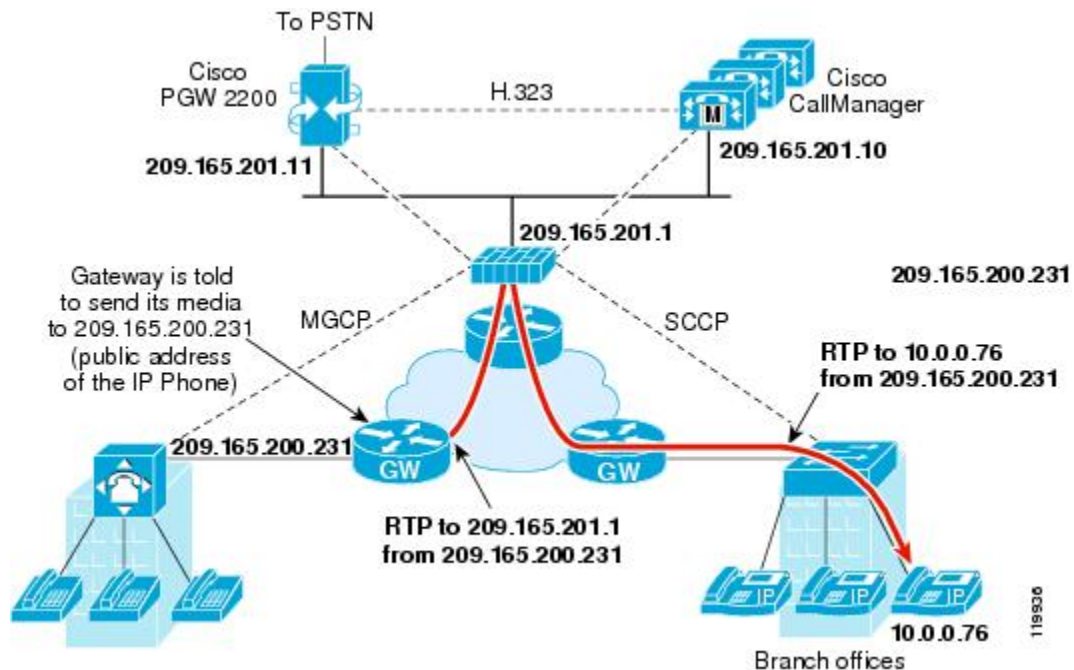 To PSTN
Cisco
PGW 2200
H.323
Cisco
CallManager
M
209.165.201.11
209.165.201.10
209.165.201.1
Gateway is told
to send its media
to 209.165.200.231
(public address
of the IP Phone)
MGCP
SCCP
209.165.200.231
RTP to 10.0.0.76
from 209.165.200.231
209.165.200.231
GW
GW
RTP to 209.165.201.1
from 209.165.200.231
IP
IP
IP
10.0.0.76
Branch offices
119936